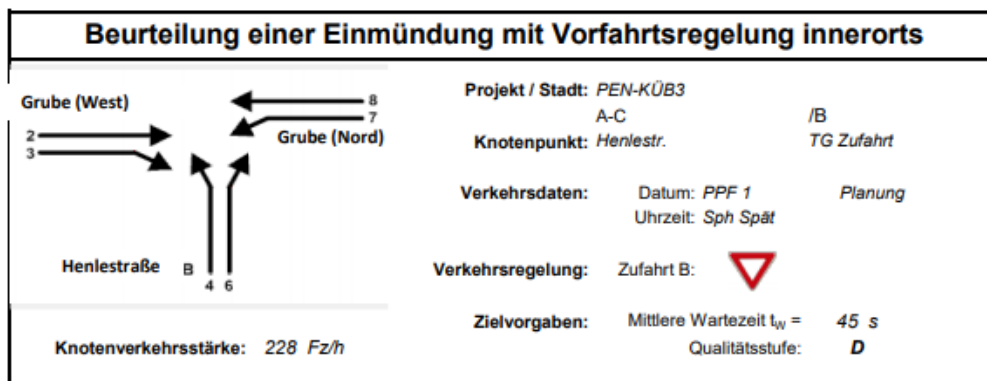 Beurteilung einer Einmündung mit Vorfahrtsregelung innerorts
Grube (West)
8
7
Grube (Nord)
2
3
Henlestraße B
4 6
Knotenverkehrsstärke: 228 Fz/h
Projekt / Stadt: PEN-KÜB3
A-C /B
Knotenpunkt: Henlestr. TG Zufahrt
Verkehrsdaten: Datum: PPF 1 Planung
Uhrzeit: Sph Spät
Verkehrsregelung: Zufahrt B:
Zielvorgaben: Mittlere Wartezeit tW = 45 s
Qualitätsstufe: D